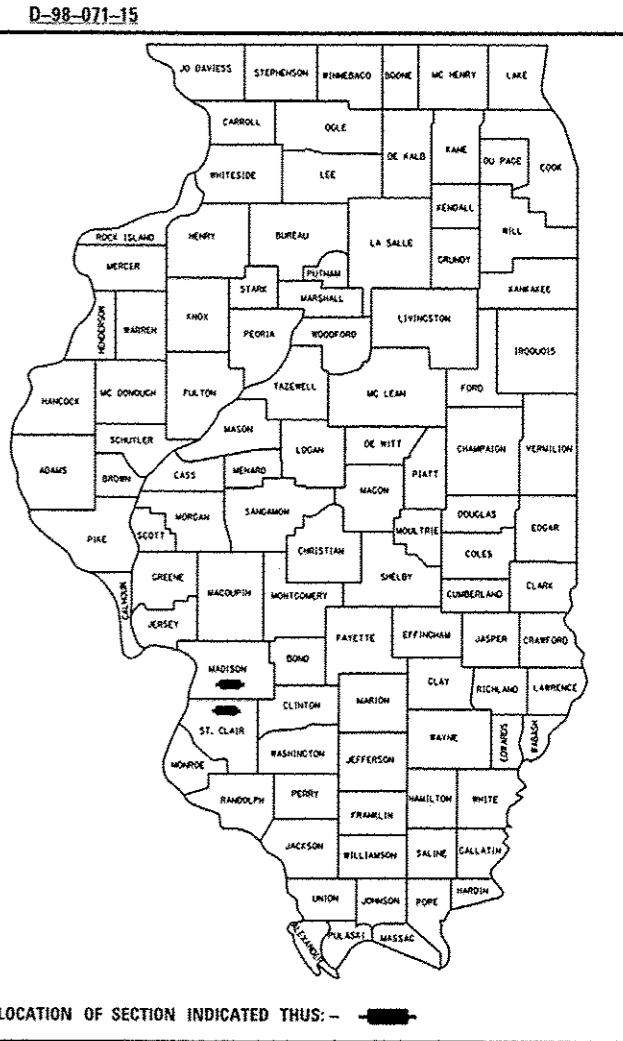 D-98-071-15
JO DAVIESS STEPHENSON WINNEBAGO BOONE MC HENRY LAKE
CARROLL OGLE
DE KALB KANE DU PAGE COOK
WHITESIDE LEE
KENDALL
ROCK ISLAND HENRY BUREAU LA SALLE WILL
MERCER PUTNAM GRUNDY
STARK MARSHALL KANKAKEE
HENDERSON WARREN KNOX PEORIA WOODFORD LIVINGSTON IROQUOIS
HANCOCK MC DONOUGH FULTON TAZEWELL MC LEAN FORD
SCHUYLER MASON LOGAN DE WITT CHAMPAIGN VERMILION
ADAMS BROWN CASS MENARD PIATT
MACON
PIKE SCOTT MORGAN SANGAMON MOULTRIE DOUGLAS EDGAR
CHRISTIAN COLES
CALHOUN GREENE MACOUPIN MONTGOMERY SHELBY CUMBERLAND CLARK
JERSEY FAYETTE EFFINGHAM JASPER CRAWFORD
MADISON BOND CLAY RICHLAND LAWRENCE
CLINTON MARION
ST. CLAIR WAYNE EDWARDS WABASH
MONROE WASHINGTON JEFFERSON
RANDOLPH PERRY HAMILTON WHITE
FRANKLIN
JACKSON WILLIAMSON SALINE GALLATIN
UNION JOHNSON POPE HARDIN
ALEXANDER PULASKI MASSAC
LOCATION OF SECTION INDICATED THUS: -